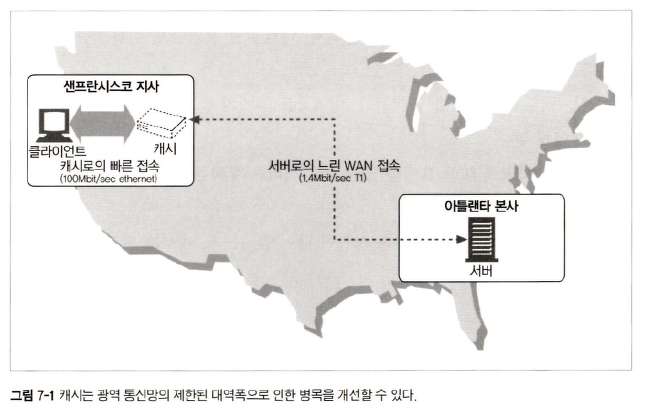 샌프란시스코 지사
클라이언트
캐시
캐시로의 빠른 접속
(100Mbit/sec ethernet)
서버로의 느린 WAN 접속
(1.4Mbit/sec T1)
아틀랜타 본사
서버
그림 7-1 캐시는 광역 통신망의 제한된 대역폭으로 인한 병목을 개선할 수 있다.